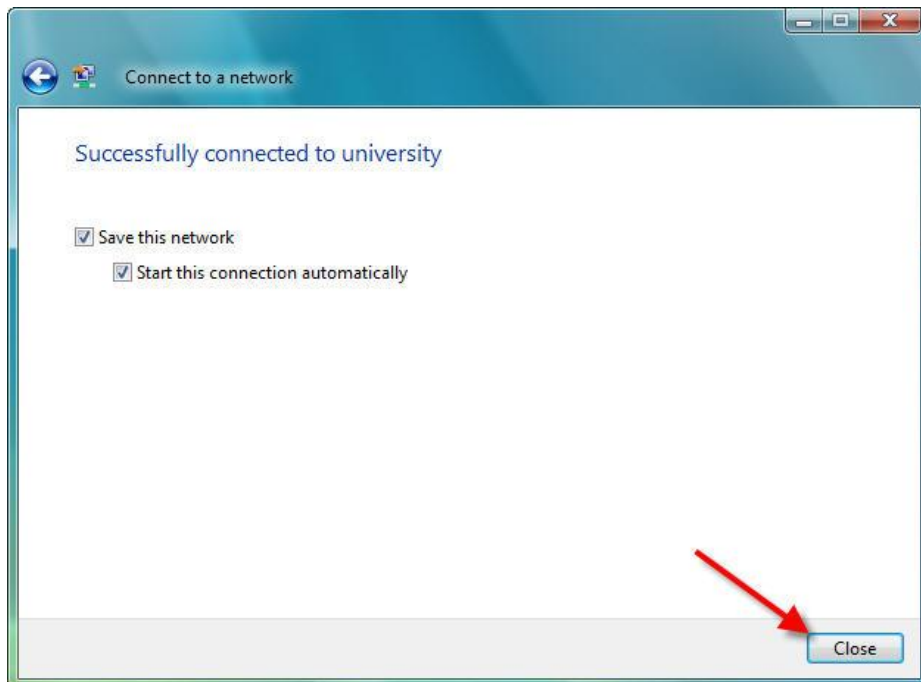 Connect to a network
Successfully connected to university
Save this network
Start this connection automatically
Close